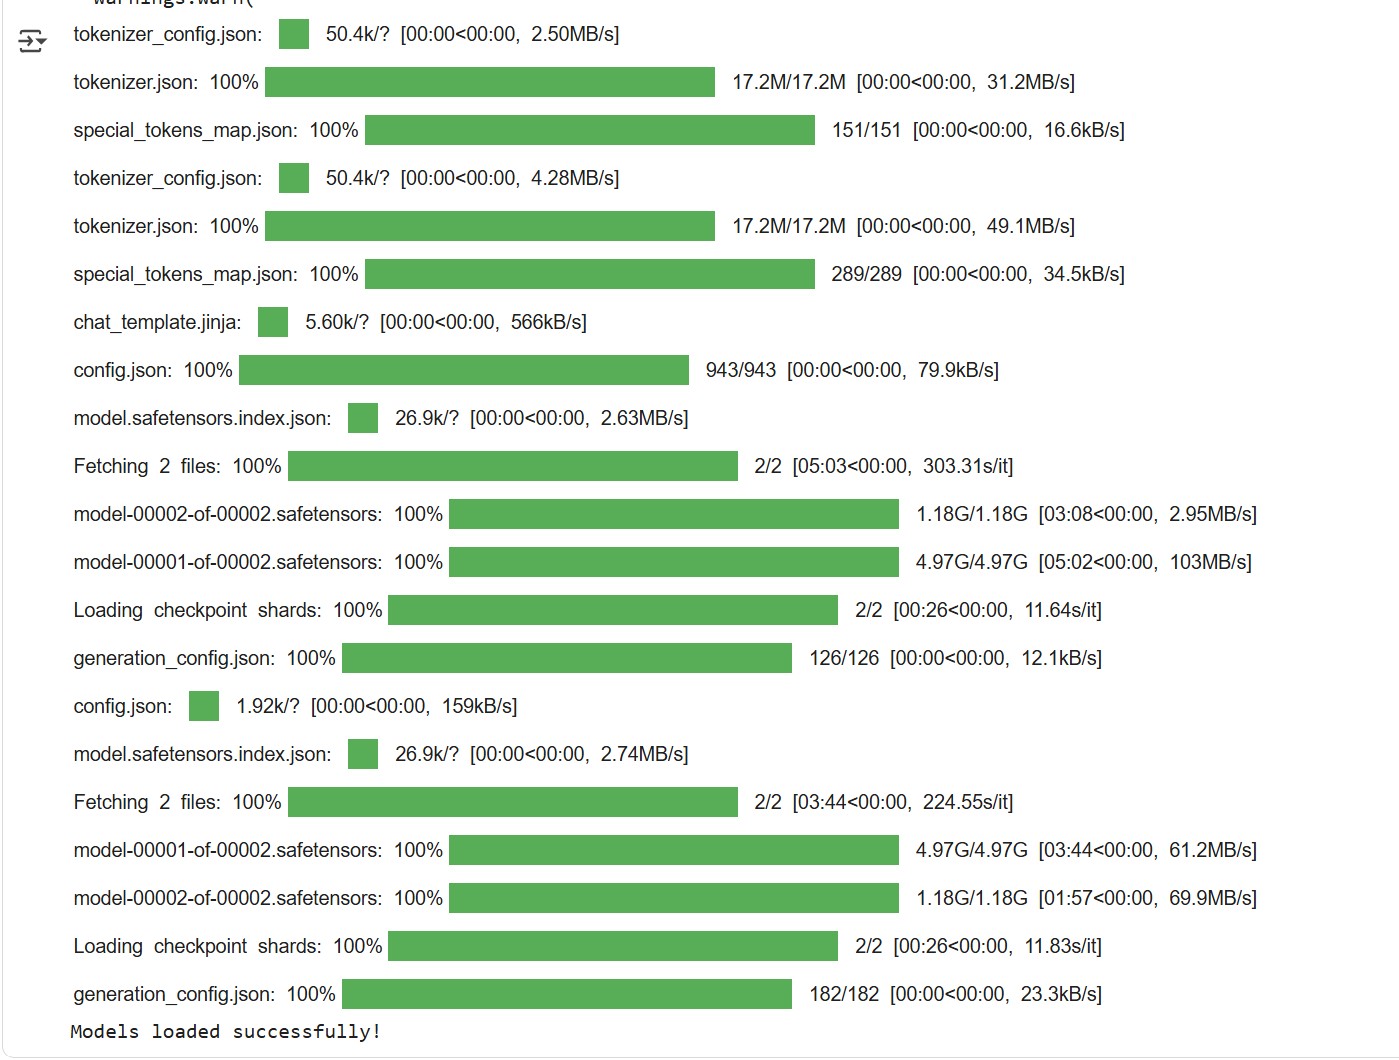 warnings.warn(
tokenizer_config.json: 50.4k/? [00:00<00:00, 2.50MB/s]
tokenizer.json: 100% 17.2M/17.2M [00:00<00:00, 31.2MB/s]
special_tokens_map.json: 100% 151/151 [00:00<00:00, 16.6kB/s]
tokenizer_config.json: 50.4k/? [00:00<00:00, 4.28MB/s]
tokenizer.json: 100% 17.2M/17.2M [00:00<00:00, 49.1MB/s]
special_tokens_map.json: 100% 289/289 [00:00<00:00, 34.5kB/s]
chat_template.jinja: 5.60k/? [00:00<00:00, 566kB/s]
config.json: 100% 943/943 [00:00<00:00, 79.9kB/s]
model.safetensors.index.json: 26.9k/? [00:00<00:00, 2.63MB/s]
Fetching 2 files: 100% 2/2 [05:03<00:00, 303.31s/it]
model-00002-of-00002.safetensors: 100% 1.18G/1.18G [03:08<00:00, 2.95MB/s]
model-00001-of-00002.safetensors: 100% 4.97G/4.97G [05:02<00:00, 103MB/s]
Loading checkpoint shards: 100% 2/2 [00:26<00:00, 11.64s/it]
generation_config.json: 100% 126/126 [00:00<00:00, 12.1kB/s]
config.json: 1.92k/? [00:00<00:00, 159kB/s]
model.safetensors.index.json: 26.9k/? [00:00<00:00, 2.74MB/s]
Fetching 2 files: 100% 2/2 [03:44<00:00, 224.55s/it]
model-00001-of-00002.safetensors: 100% 4.97G/4.97G [03:44<00:00, 61.2MB/s]
model-00002-of-00002.safetensors: 100% 1.18G/1.18G [01:57<00:00, 69.9MB/s]
Loading checkpoint shards: 100% 2/2 [00:26<00:00, 11.83s/it]
generation_config.json: 100% 182/182 [00:00<00:00, 23.3kB/s]
Models loaded successfully!